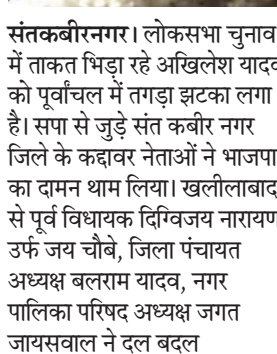 संतकबीरनगर। लोकसभा चुनाव
में ताकत भिड़ा रहे अखिलेश यादव
को पूर्वांचल में तगड़ा झटका लगा
है। सपा से जुड़े संत कबीर नगर
जिले के कद्दावर नेताओं ने भाजपा
का दामन थाम लिया। खलीलाबाद
से पूर्व विधायक दिग्विजय नारायण
उर्फ जय चौबे, जिला पंचायत
अध्यक्ष बलराम यादव, नगर
पालिका परिषद अध्यक्ष जगत
जायसवाल ने दल बदल